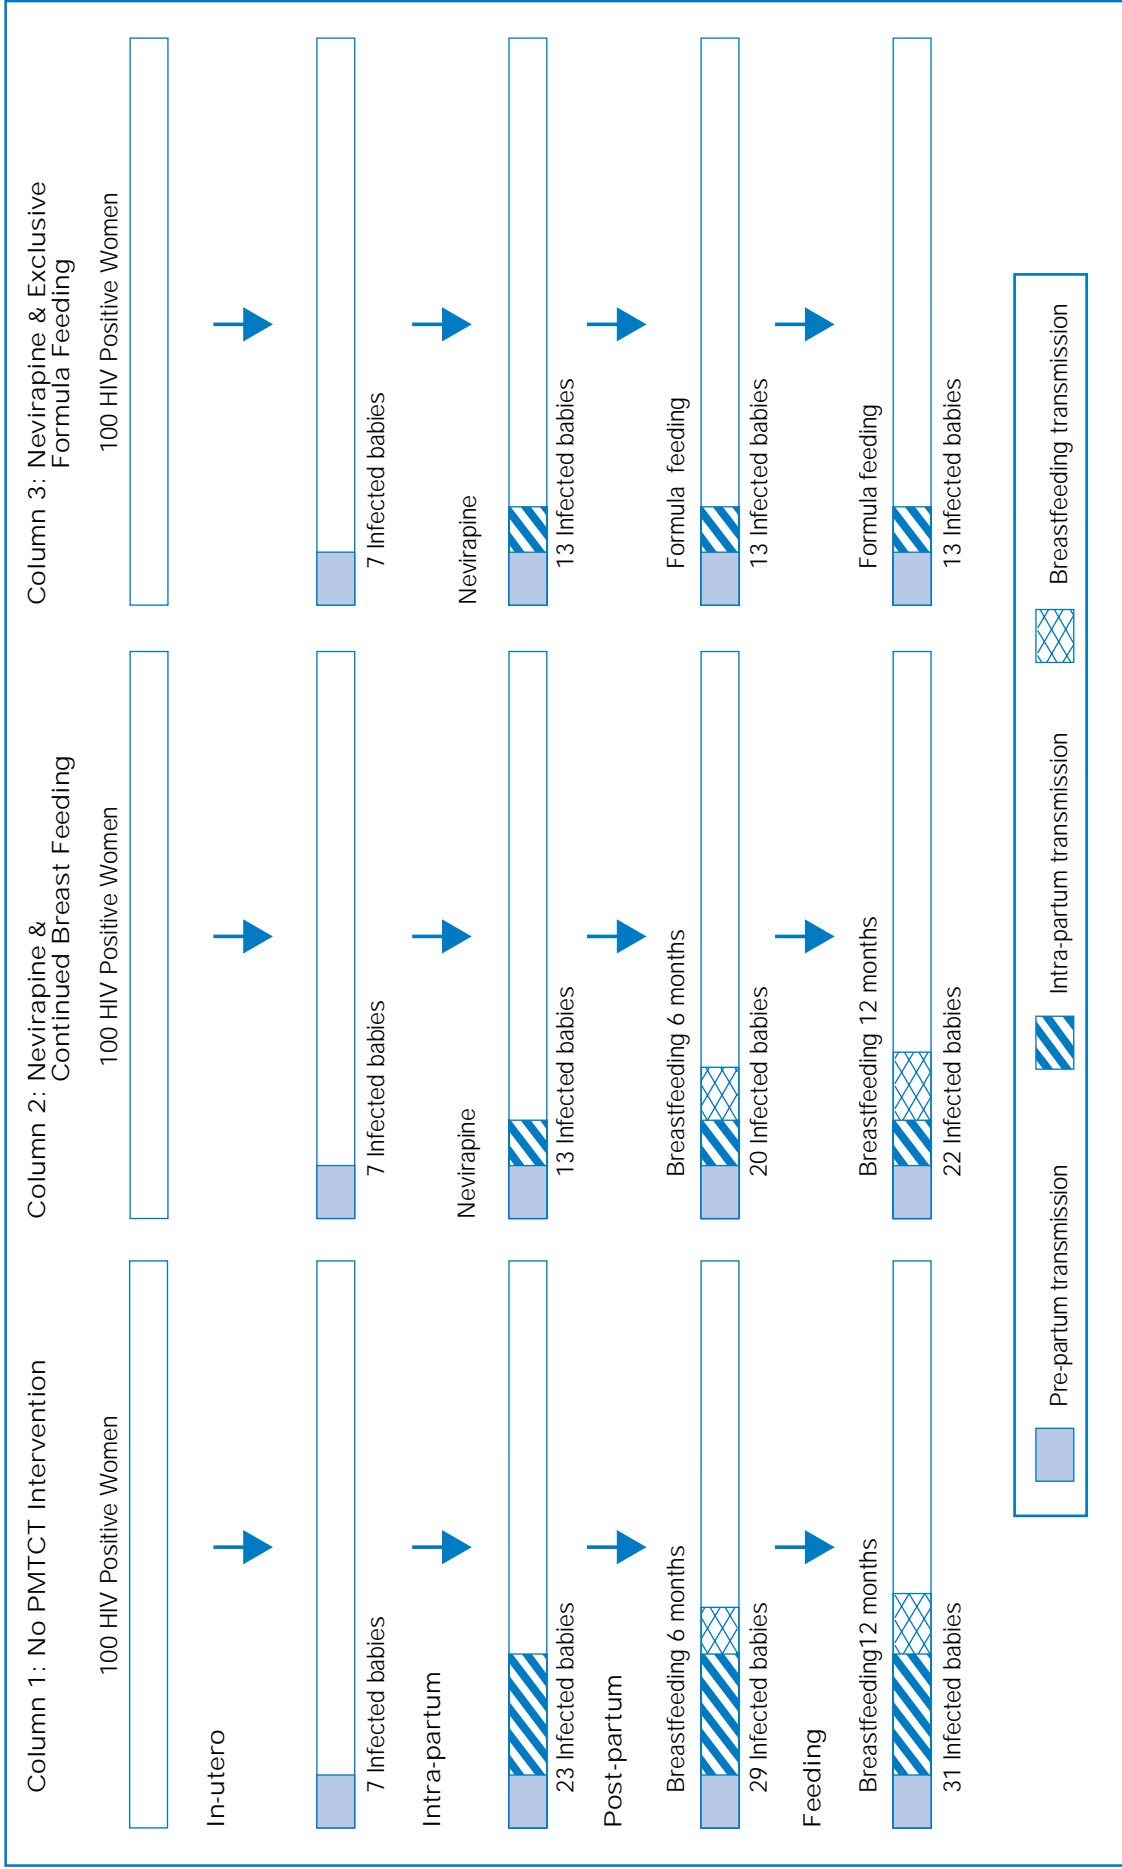 Column 1: No PMTCT Intervention
Column 2: Nevirapine &
Continued Breast Feeding
Column 3: Nevirapine & Exclusive
Formula Feeding
100 HIV Positive Women
100 HIV Positive Women
100 HIV Positive Women
In-utero
7 Infected babies
7 Infected babies
7 Infected babies
Intra-partum
Nevirapine
Nevirapine
23 Infected babies
13 Infected babies
13 Infected babies
Post-partum
Breastfeeding 6 months
Breastfeeding 6 months
Formula feeding
29 Infected babies
20 Infected babies
13 Infected babies
Feeding
Breastfeeding12 months
Breastfeeding 12 months
Formula feeding
31 Infected babies
22 Infected babies
13 Infected babies
Pre-partum transmission
Intra-partum transmission
Breastfeeding transmission